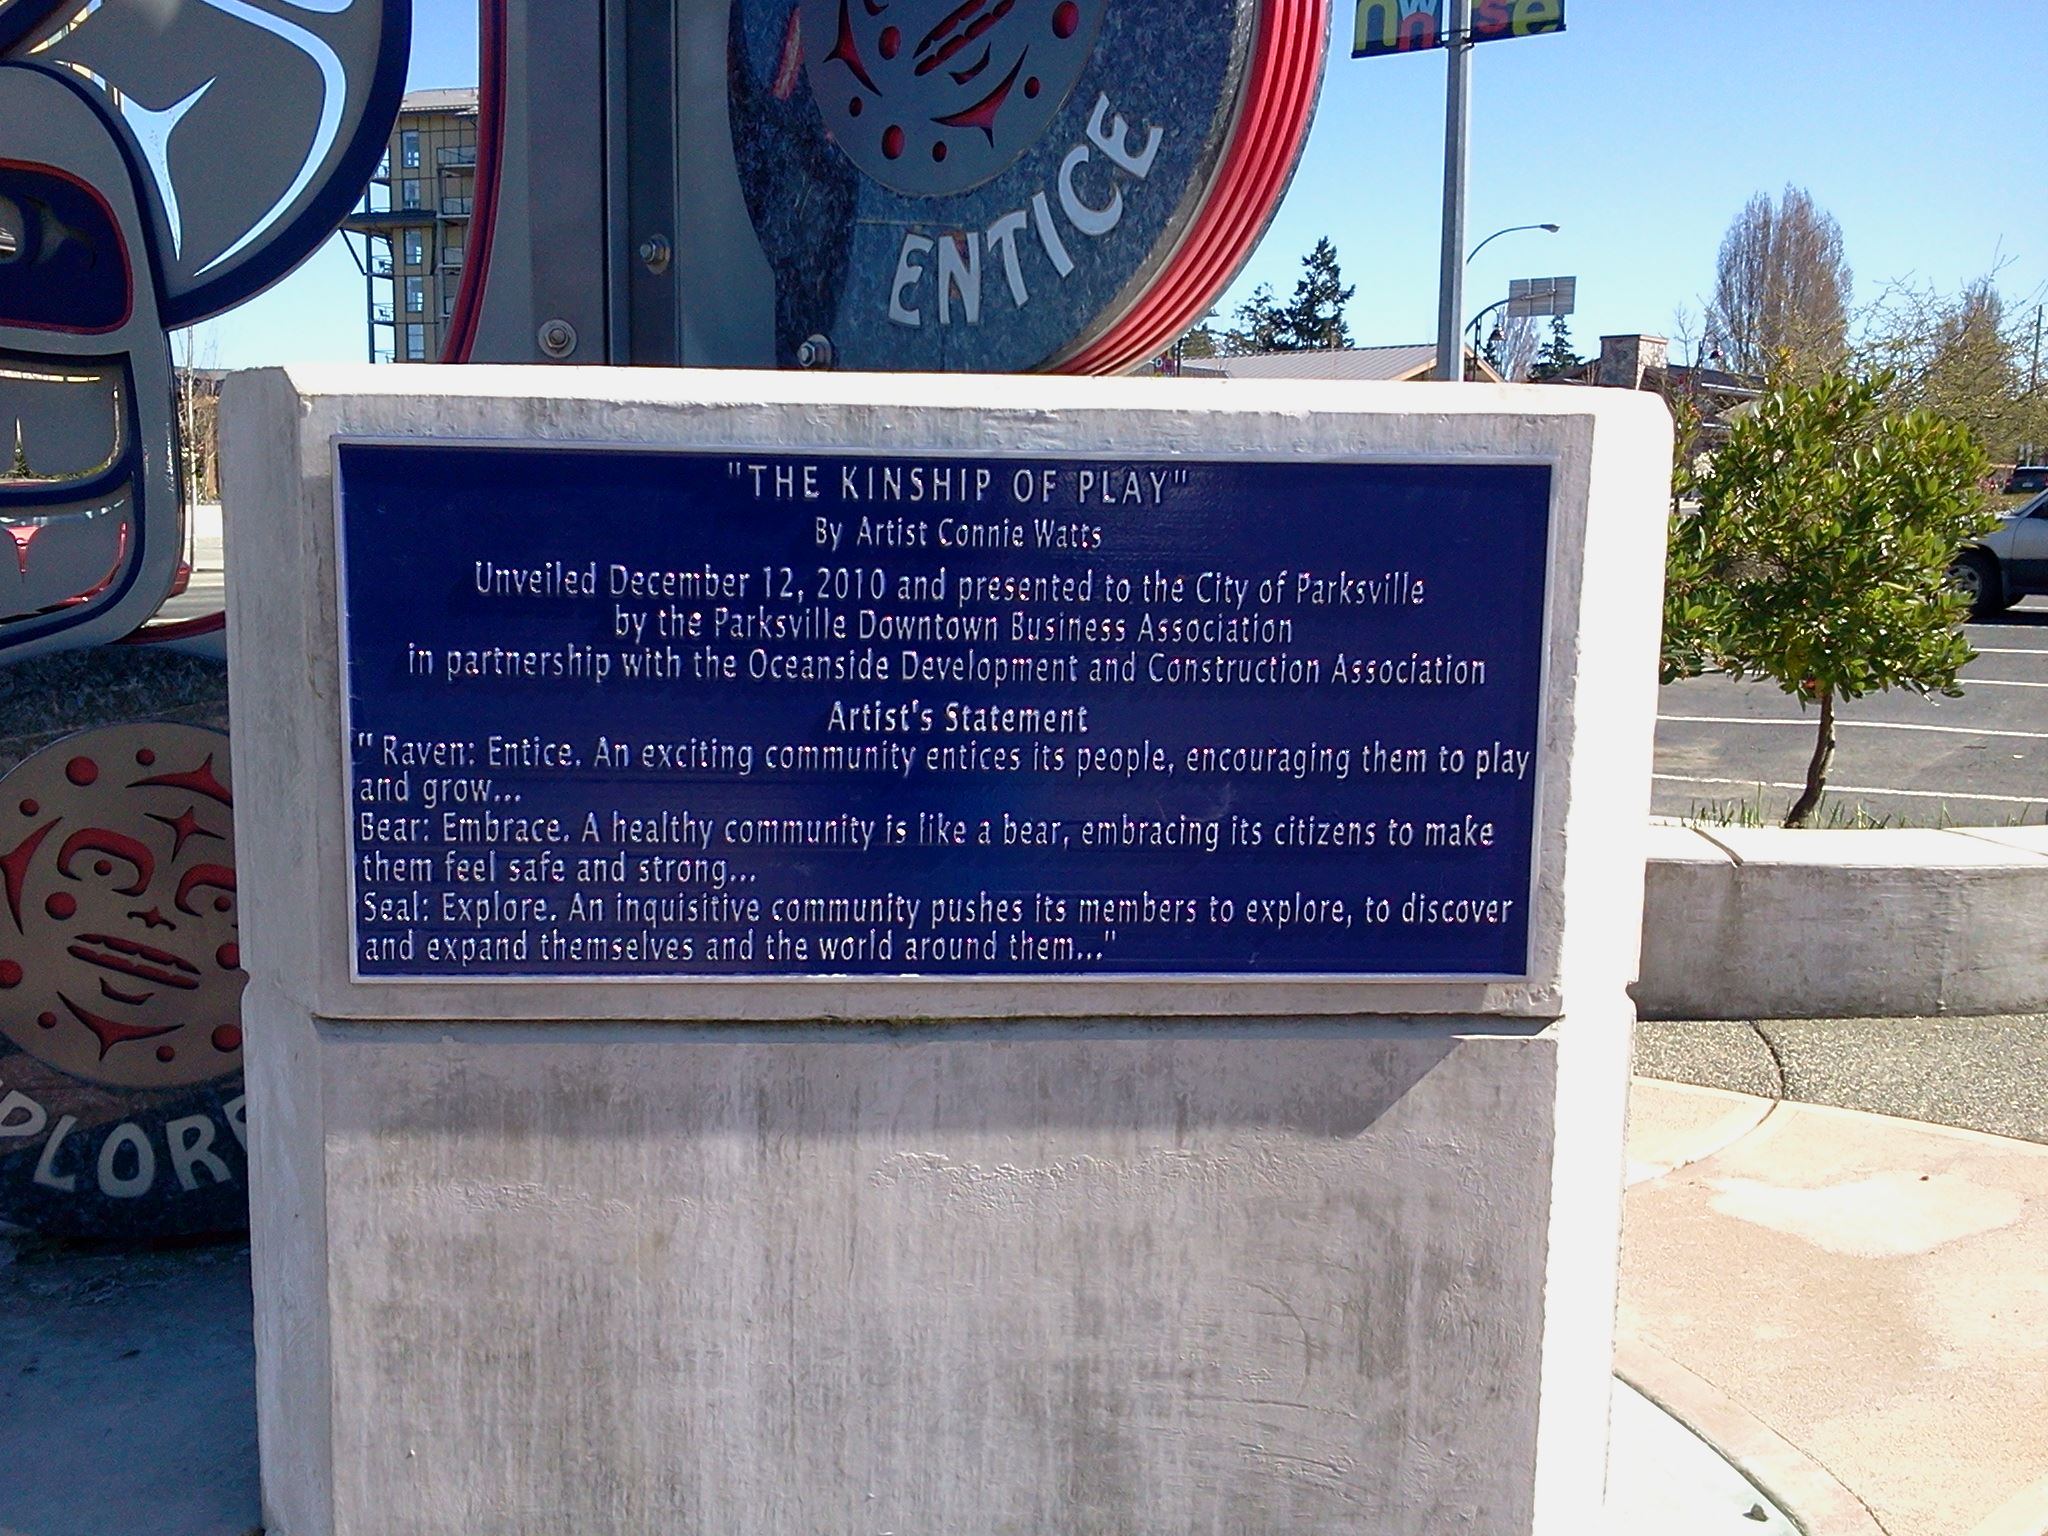 ENTICE
"THE KINSHIP OF PLAY"
By Artist Connie Watts
Unveiled December 12, 2010 and presented to the City of Parksville
by the Parksville Downtown Business Association
in partnership with the Oceanside Development and Construction Association
Artist's Statement
" Raven: Entice. An exciting community entices its people, encouraging them to play
and grow...
Bear: Embrace. A healthy community is like a bear, embracing its citizens to make
them feel safe and strong...
Seal: Explore. An inquisitive community pushes its members to explore, to discover
and expand themselves and the world around them..."
PLORE